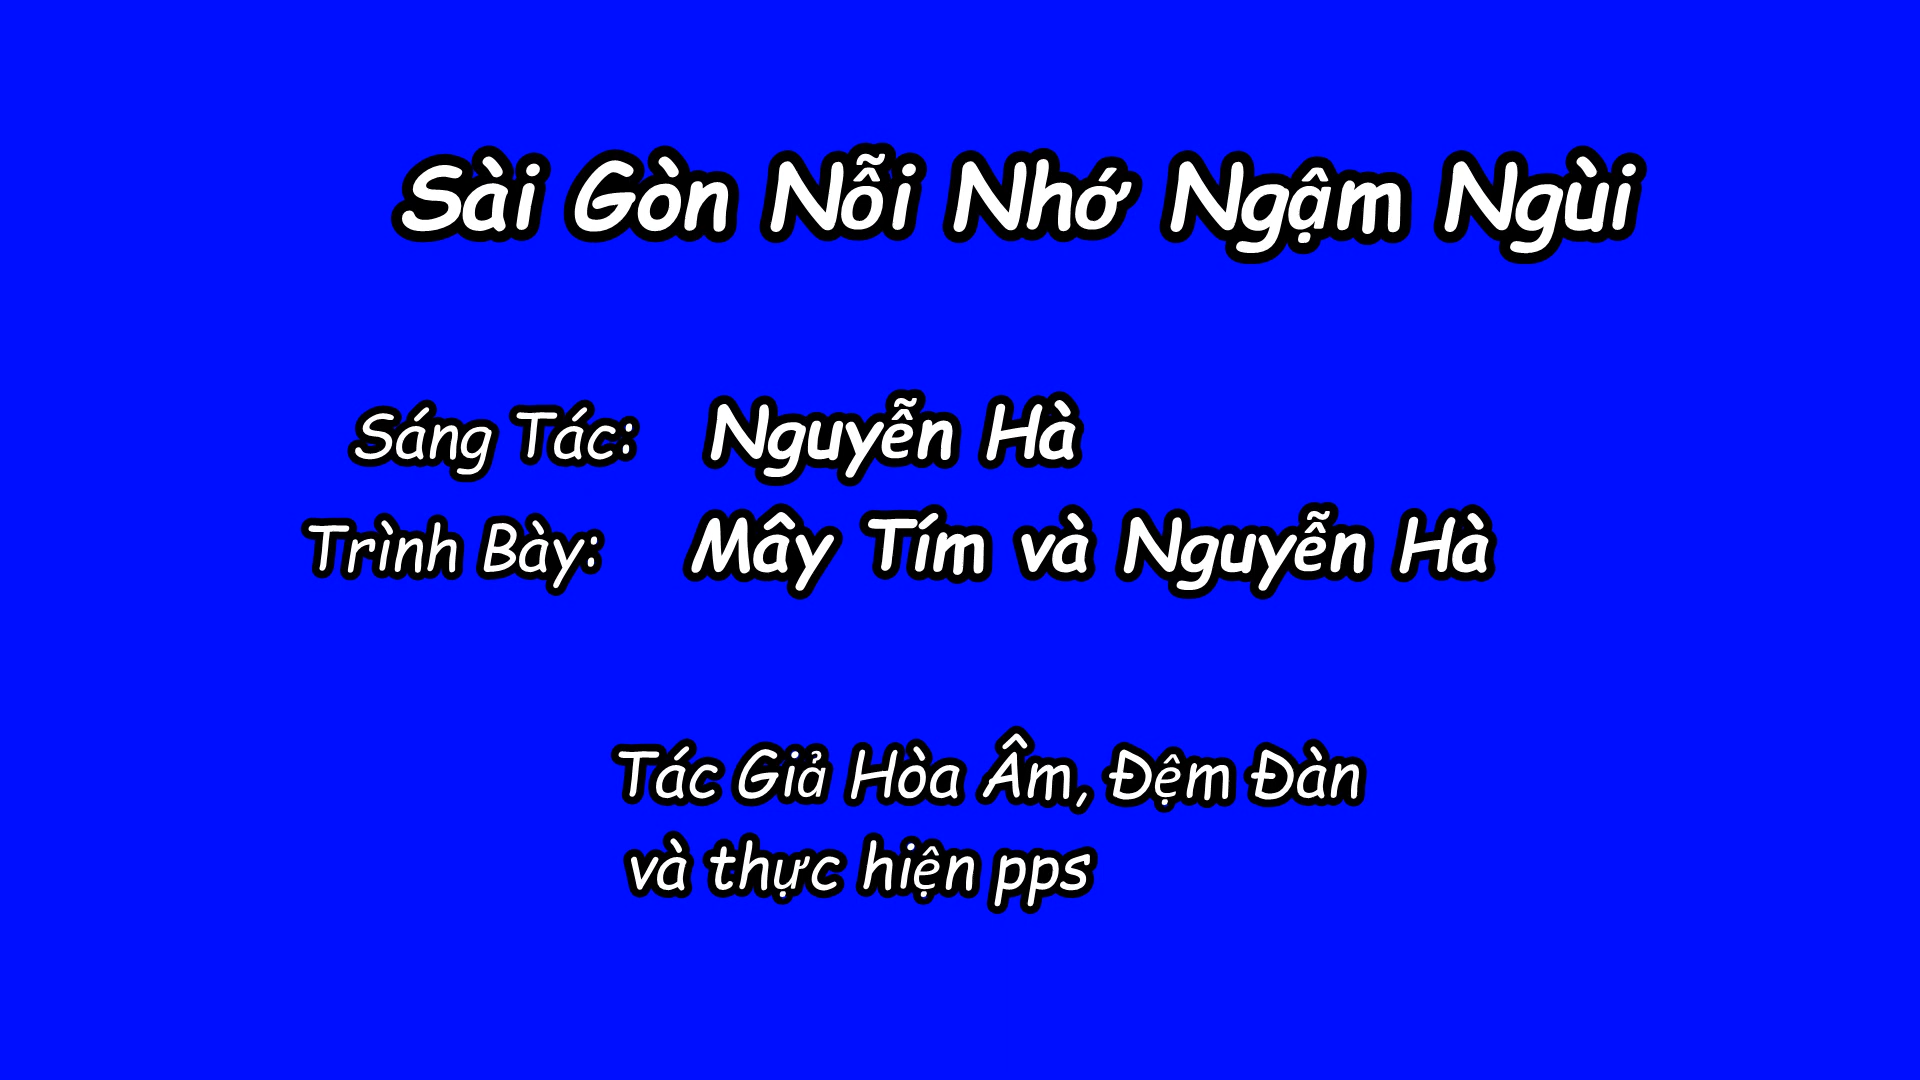 Sài Gòn Nỗi Nhớ Ngậm Ngùi
Sáng Tác: Nguyễn Hà
Trình Bày: Mây Tím và Nguyễn Hà
Tác Giả Hòa Âm, Đệm Đàn
và thực hiện pps